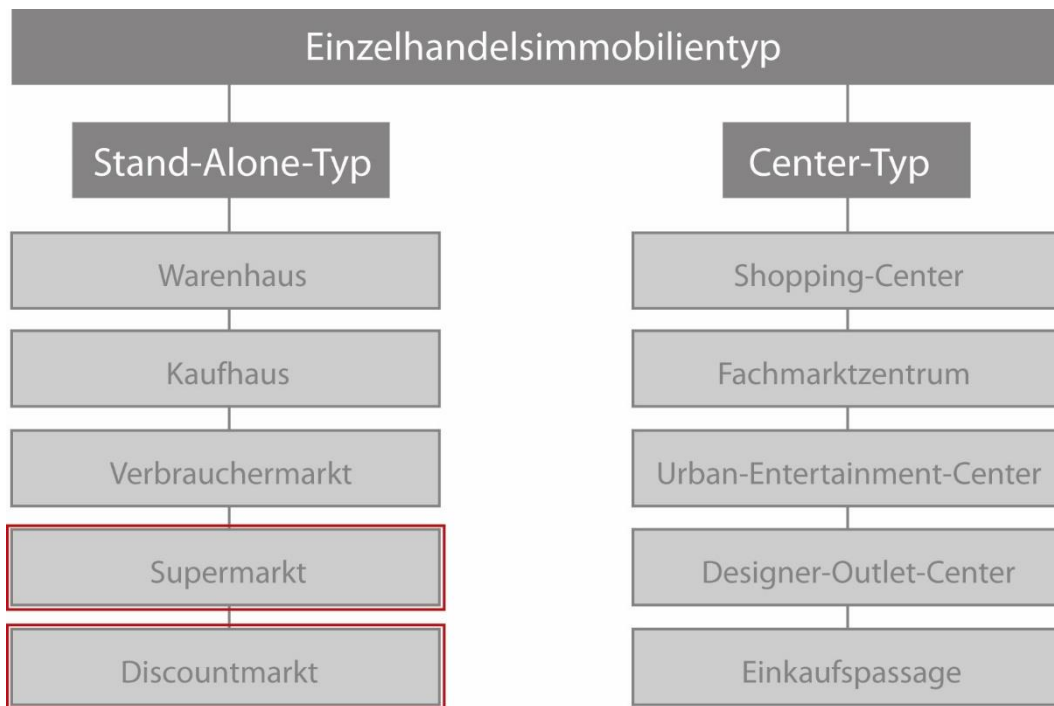 Einzelhandelsimmobilientyp
Stand-Alone-Typ
Warenhaus
Kaufhaus
Verbrauchermarkt
Supermarkt
Discountmarkt
Center-Typ
Shopping-Center
Fachmarktzentrum
Urban-Entertainment-Center
Designer-Outlet-Center
Einkaufspassage